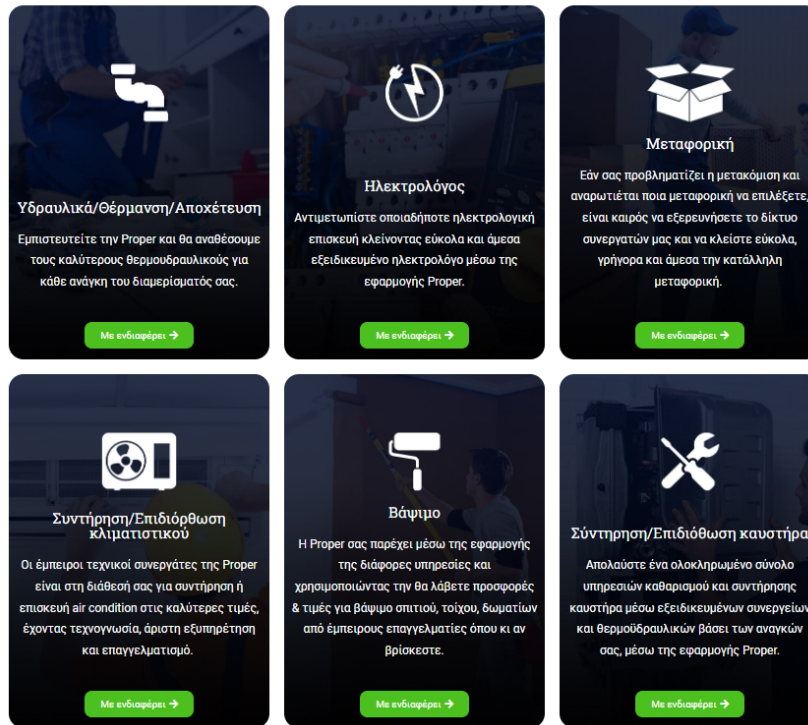 Υδραυλικά/Θέρμανση/Αποχέτευση
Εμπιστευτείτε την Proper και θα αναθέσουμε
τους καλύτερους θερμουδραυλικούς για
κάθε ανάγκη του διαμερίσματός σας.
Με ενδιαφέρει →
Ηλεκτρολόγος
Αντιμετωπίστε οποιαδήποτε ηλεκτρολογική
επισκευή κλείνοντας εύκολα και άμεσα
εξειδικευμένο ηλεκτρολόγο μέσω της
εφαρμογής Proper.
Με ενδιαφέρει →
Μεταφορική
Εάν σας προβληματίζει η μετακόμιση και
αναρωτιέται ποια μεταφορική να επιλέξετε,
είναι καιρός να εξερευνήσετε το δίκτυο
συνεργατών μας και να κλείστε εύκολα,
γρήγορα και άμεσα την κατάλληλη
μεταφορική.
Με ενδιαφέρει →
Συντήρηση/Επιδιόρθωση
κλιματιστικού
Οι έμπειροι τεχνικοί συνεργάτες της Proper
είναι στη διάθεσή σας για συντήρηση ή
επισκευή air condition στις καλύτερες τιμές,
έχοντας τεχνογνωσία, άριστη εξυπηρέτηση
και επαγγελματισμό.
Με ενδιαφέρει →
Βάψιμο
Η Proper σας παρέχει μέσω της εφαρμογής
της διάφορες υπηρεσίες και
χρησιμοποιώντας την θα λάβετε προσφορές
& τιμές για βάψιμο σπιτιού, τοίχου, δωματίων
από έμπειρους επαγγελματίες όπου κι αν
βρίσκεστε.
Με ενδιαφέρει →
Σύντηρηση/Επιδιόθωση καυστήρα
Απολαύστε ένα ολοκληρωμένο σύνολο
υπηρεσιών καθαρισμού και συντήρησης
καυστήρα μέσω εξειδικευμένων συνεργείων
και θερμοϋδραυλικών βάσει των αναγκών
σας, μέσω της εφαρμογής Proper.
Με ενδιαφέρει →